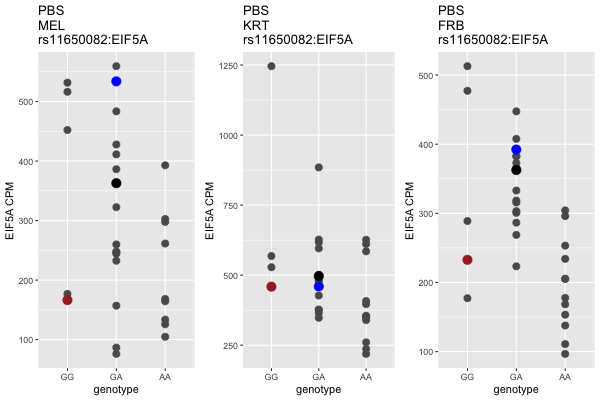 PBS
MEL
rs11650082:EIF5A
EIF5A CPM
500
400
300
200
100
GG GA AA
genotype
PBS
KRT
rs11650082:EIF5A
EIF5A CPM
1250
1000
750
500
250
GG GA AA
genotype
PBS
FRB
rs11650082:EIF5A
EIF5A CPM
500
400
300
200
100
GG GA AA
genotype